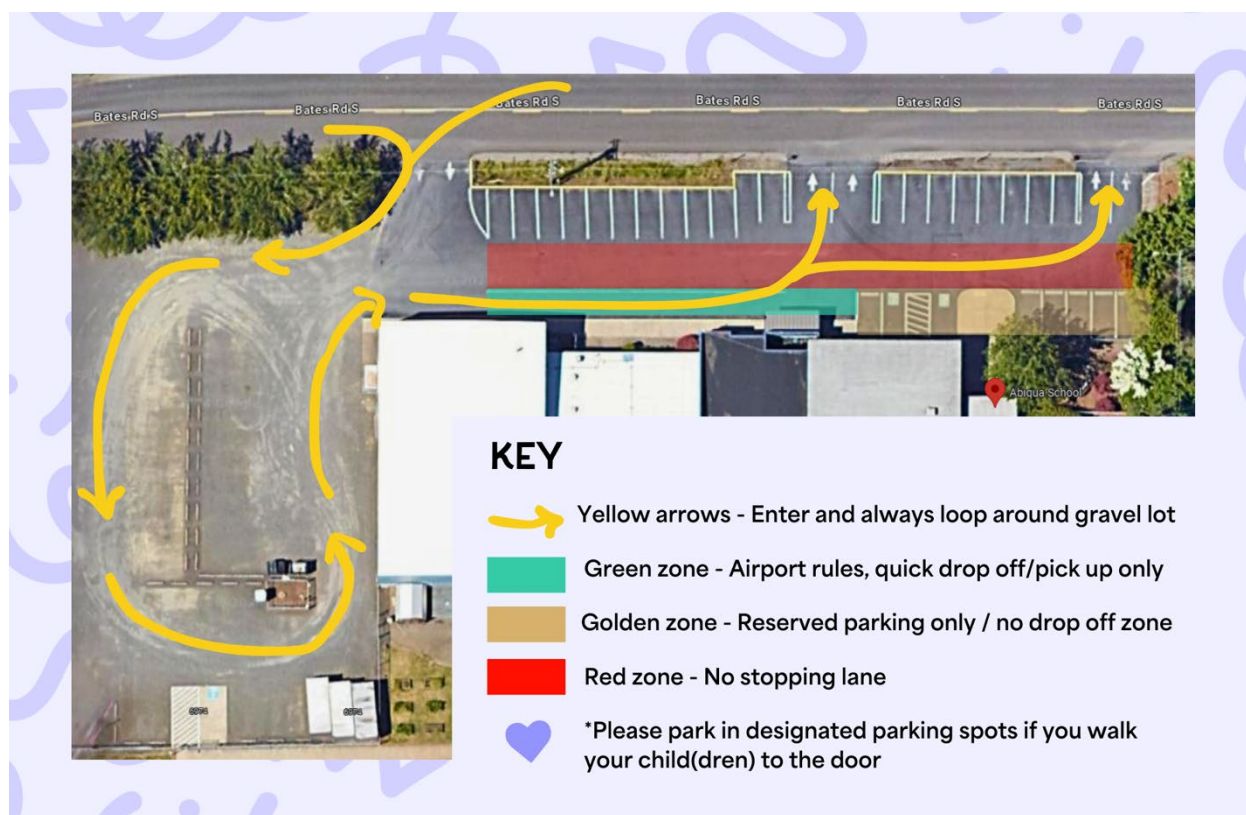 Bates Rd S
Bates Rd S
Bates Rd S
Bates Rd S
Bates Rd S
Bates Rd S
Abiqua School
KEY
Yellow arrows - Enter and always loop around gravel lot
Green zone - Airport rules, quick drop off/pick up only
Golden zone - Reserved parking only / no drop off zone
Red zone - No stopping lane
*Please park in designated parking spots if you walk
your child(dren) to the door